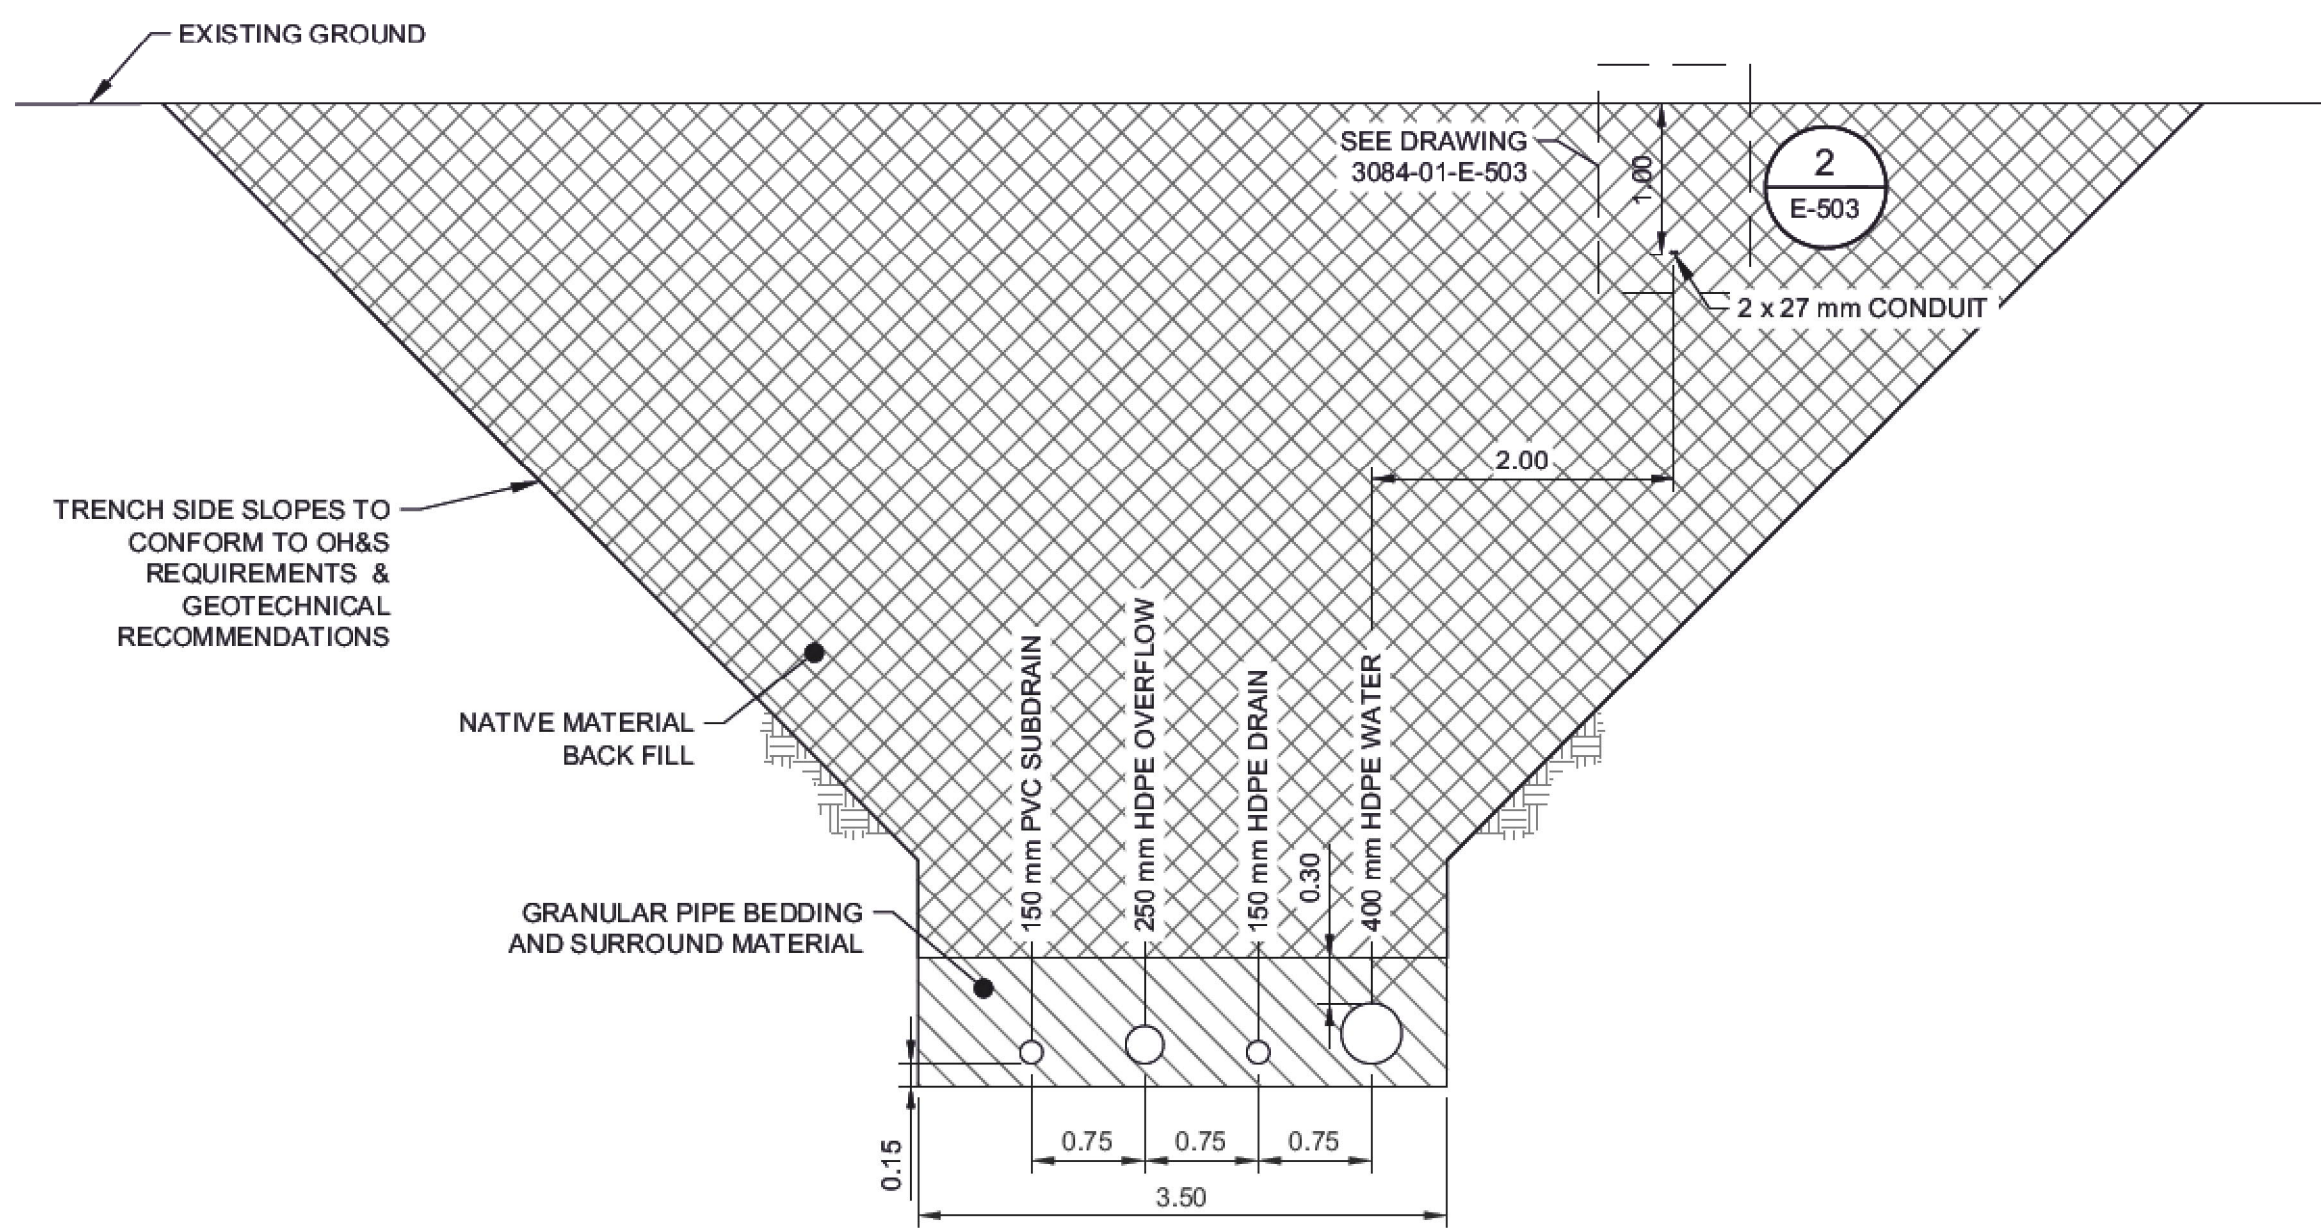 EXISTING GROUND
SEE DRAWING
3084-01-E-503
1.00
2
E-503
2 x 27 mm CONDUIT
2.00
TRENCH SIDE SLOPES TO
CONFORM TO OH&S
REQUIREMENTS &
GEOTECHNICAL
RECOMMENDATIONS
NATIVE MATERIAL
BACK FILL
150 mm PVC SUBDRAIN
250 mm HDPE OVERFLOW
150 mm HDPE DRAIN
0.30
400 mm HDPE WATER
GRANULAR PIPE BEDDING
AND SURROUND MATERIAL
0.15
0.75
0.75
0.75
3.50